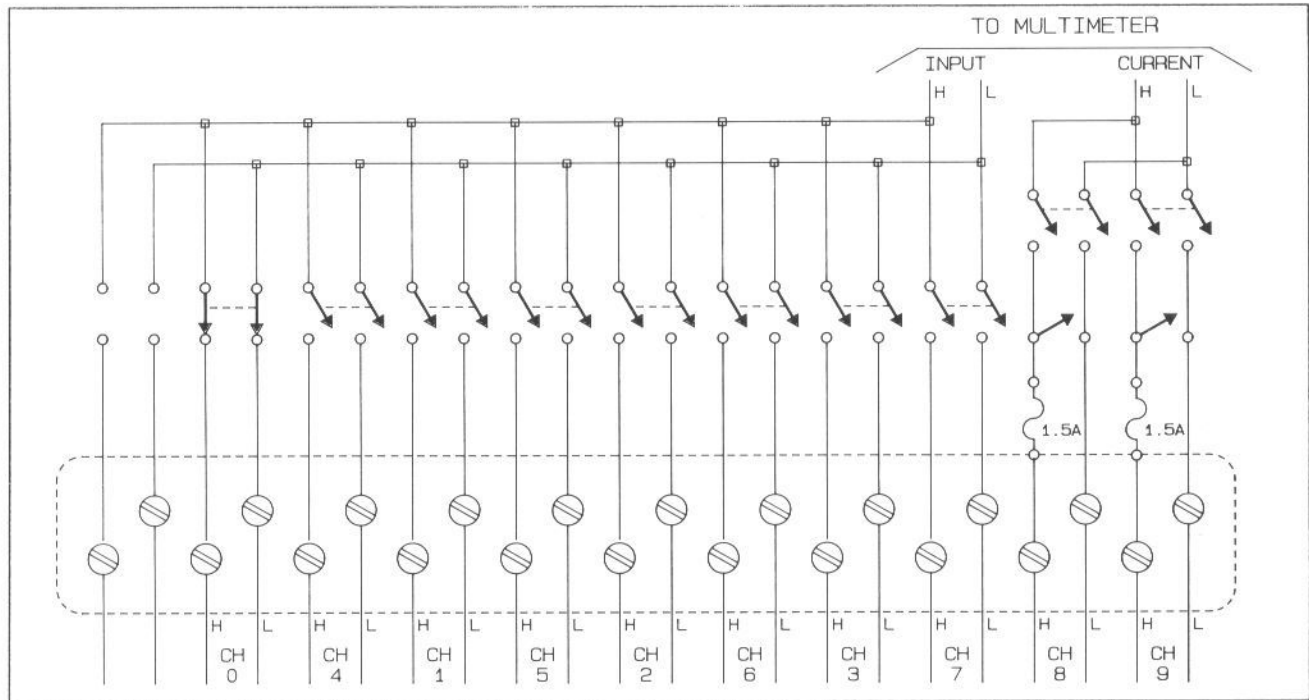 TO MULTIMETER
INPUT CURRENT
H L H L
1.5A 1.5A
H L H L H L H L H L H L H L H L H L H L
CH CH CH CH CH CH CH CH CH CH
0 4 1 5 2 6 3 7 8 9